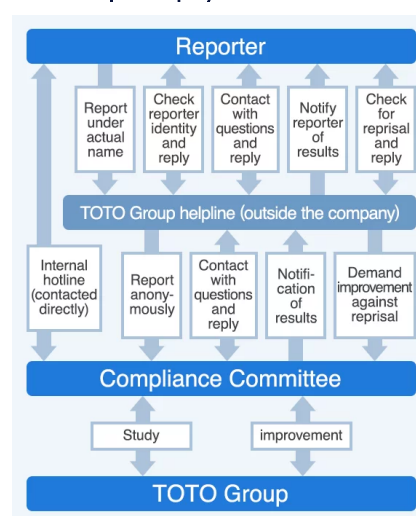 Reporter
Report
under
actual
name
Check
reporter
identity
and
reply
Contact
with
questions
and
reply
Notify
reporter
of
results
Check
for
reprisal
and
reply
TOTO Group helpline (outside the company)
Internal
hotline
(contacted
directly)
Report
anony-
mously
Contact
with
questions
and
reply
Notifi-
cation
of
results
Demand
improvement
against
reprisal
Compliance Committee
Study
improvement
TOTO Group